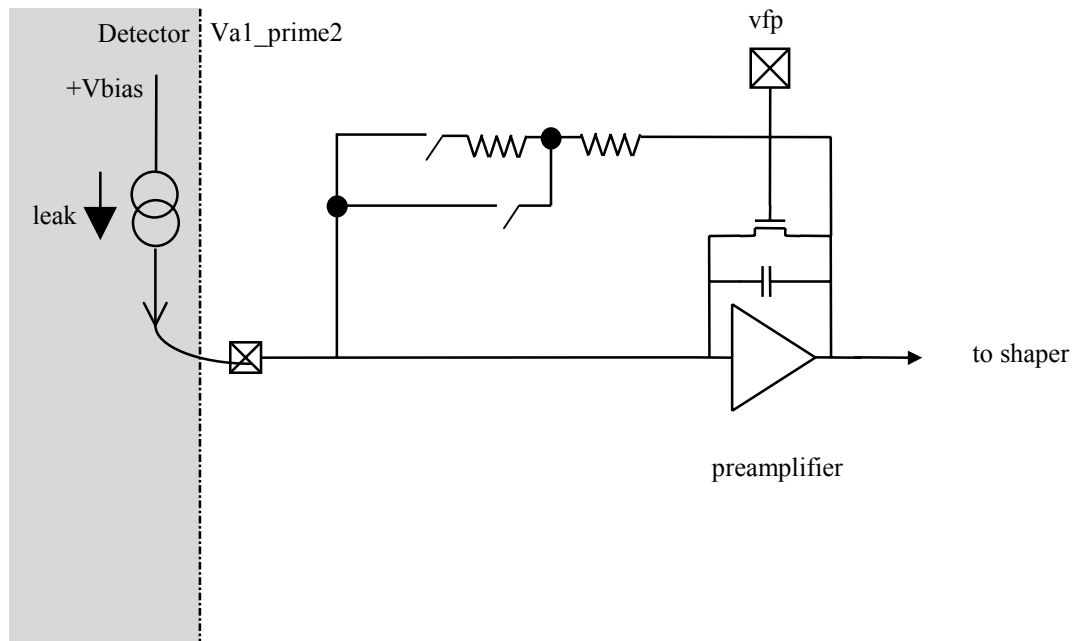 Detector
Va1_prime2
vfp
+Vbias
leak
to shaper
preamplifier